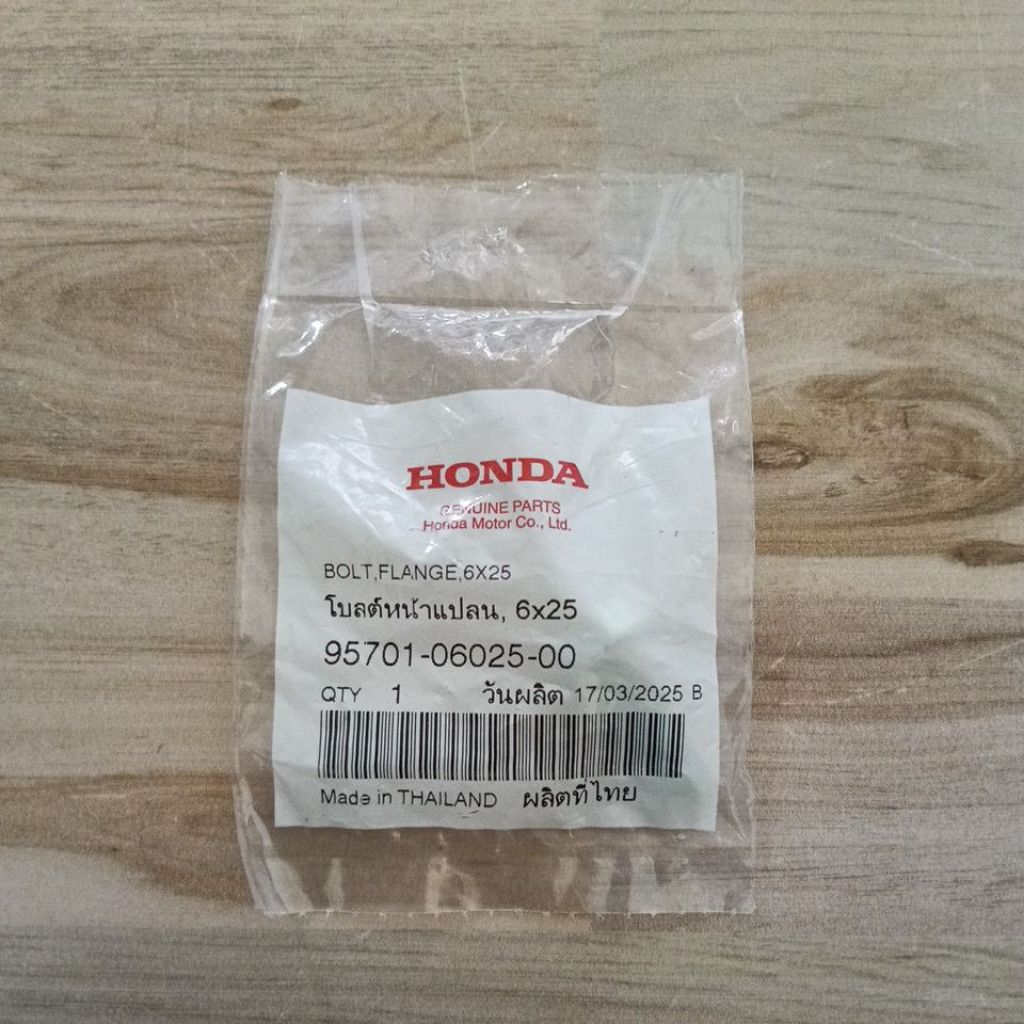 HONDA
GENUINE PARTS
Honda Motor Co., Ltd.
BOLT,FLANGE,6X25
โบลต์หน้าแปลน, 6x25
95701-06025-00
QTY 1 วันผลิต 17/03/2025 B
Made in THAILAND ผลิตที่ไทย